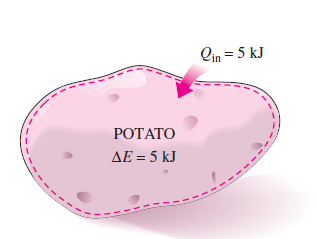 Qin = 5 kJ
POTATO
ΔE = 5 kJ